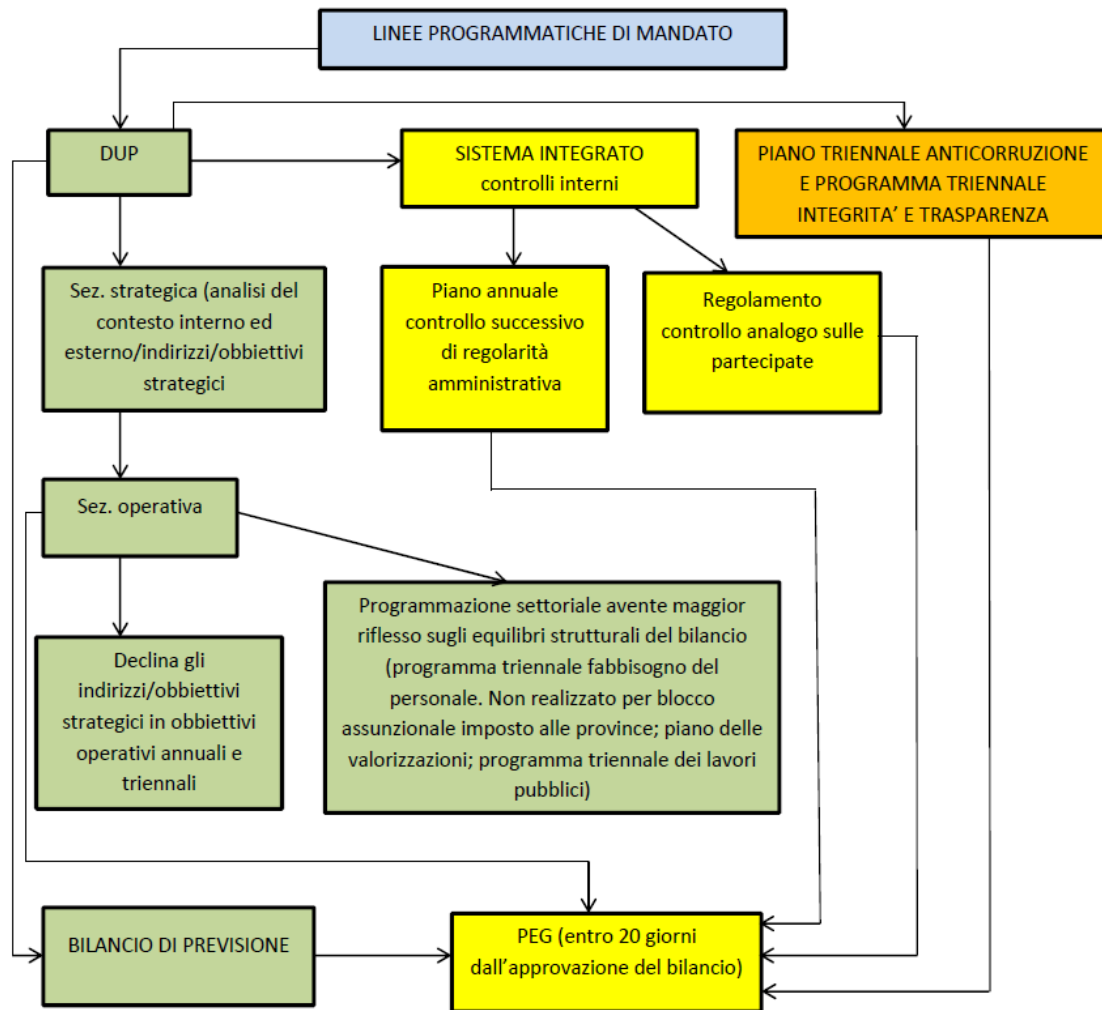 LINEE PROGRAMMATICHE DI MANDATO
DUP
SISTEMA INTEGRATO
controlli interni
PIANO TRIENNALE ANTICORRUZIONE
E PROGRAMMA TRIENNALE
INTEGRITA’ E TRASPARENZA
Sez. strategica (analisi del
contesto interno ed
esterno/indirizzi/obbiettivi
strategici
Piano annuale
controllo successivo
di regolarità
amministrativa
Regolamento
controllo analogo sulle
partecipate
Sez. operativa
Declina gli
indirizzi/obbiettivi
strategici in obbiettivi
operativi annuali e
triennali
Programmazione settoriale avente maggior
riflesso sugli equilibri strutturali del bilancio
(programma triennale fabbisogno del
personale. Non realizzato per blocco
assunzionale imposto alle province; piano delle
valorizzazioni; programma triennale dei lavori
pubblici)
BILANCIO DI PREVISIONE
PEG (entro 20 giorni
dall’approvazione del bilancio)